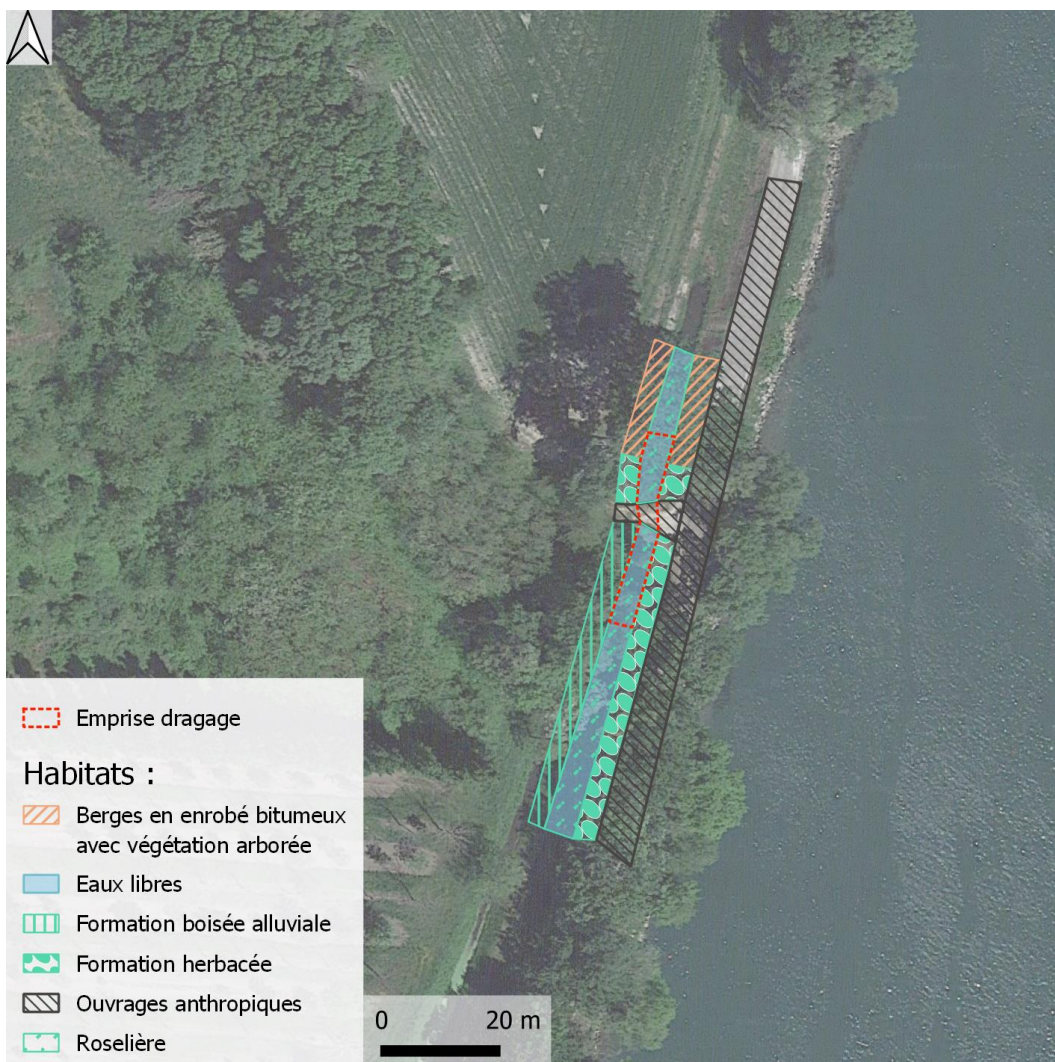 Emprise dragage
Habitats :
Berges en enrobé bitumeux
avec végétation arborée
Eaux libres
Formation boisée alluviale
Formation herbacée
Ouvrages anthropiques
Roselière
0 20 m